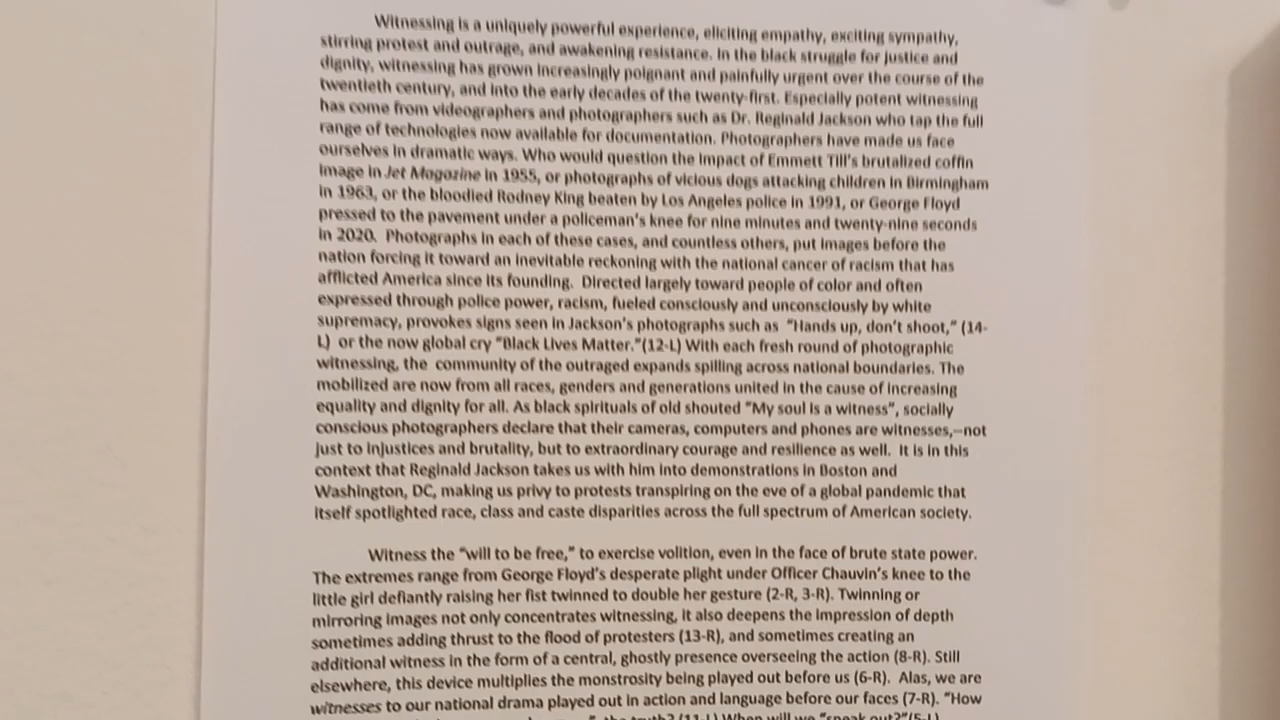 Witnessing is a uniquely powerful experience, eliciting empathy, exciting sympathy,
stirring protest and outrage, and awakening resistance. In the black struggle for justice and
dignity, witnessing has grown increasingly poignant and painfully urgent over the course of the
twentieth century, and into the early decades of the twenty-first. Especially potent witnessing
has come from videographers and photographers such as Dr. Reginald Jackson who tap the full
range of technologies now available for documentation. Photographers have made us face
ourselves in dramatic ways. Who would question the impact of Emmett Till's brutalized coffin
image in Jet Magazine in 1955, or photographs of vicious dogs attacking children in Birmingham
in 1963, or the bloodied Rodney King beaten by Los Angeles police in 1991, or George Floyd
pressed to the pavement under a policeman's knee for nine minutes and twenty-nine seconds
in 2020. Photographs in each of these cases, and countless others, put images before the
nation forcing it toward an inevitable reckoning with the national cancer of racism that has
afflicted America since its founding. Directed largely toward people of color and often
expressed through police power, racism, fueled consciously and unconsciously by white
supremacy, provokes signs seen in Jackson's photographs such as "Hands up, don't shoot," (14-
L) or the now global cry "Black Lives Matter."(12-L) With each fresh round of photographic
witnessing, the community of the outraged expands spilling across national boundaries. The
mobilized are now from all races, genders and generations united in the cause of increasing
equality and dignity for all. As black spirituals of old shouted "My soul is a witness", socially
conscious photographers declare that their cameras, computers and phones are witnesses,--not
just to injustices and brutality, but to extraordinary courage and resilience as well. It is in this
context that Reginald Jackson takes us with him into demonstrations in Boston and
Washington, DC, making us privy to protests transpiring on the eve of a global pandemic that
itself spotlighted race, class and caste disparities across the full spectrum of American society.
Witness the "will to be free," to exercise volition, even in the face of brute state power.
The extremes range from George Floyd's desperate plight under Officer Chauvin's knee to the
little girl defiantly raising her fist twinned to double her gesture (2-R, 3-R). Twinning or
mirroring images not only concentrates witnessing, it also deepens the impression of depth
sometimes adding thrust to the flood of protesters (13-R), and sometimes creating an
additional witness in the form of a central, ghostly presence overseeing the action (8-R). Still
elsewhere, this device multiplies the monstrosity being played out before us (6-R). Alas, we are
witnesses to our national drama played out in action and language before our faces (7-R). "How
the truth? (11-L) When will we "speak out?"(5-L)